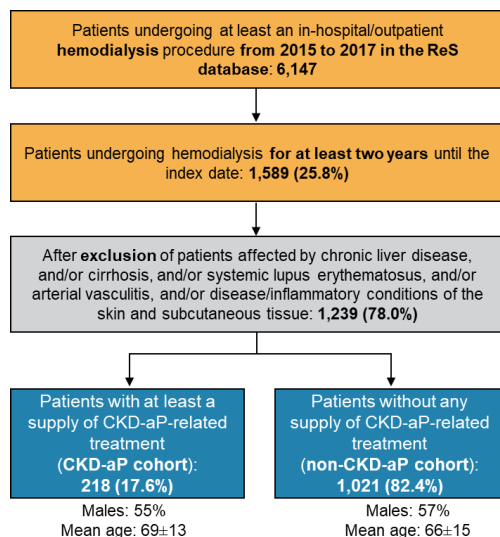 Patients undergoing at least an in-hospital/outpatient
hemodialysis procedure from 2015 to 2017 in the ReS
database: 6,147
Patients undergoing hemodialysis for at least two years until the
index date: 1,589 (25.8%)
After exclusion of patients affected by chronic liver disease,
and/or cirrhosis, and/or systemic lupus erythematosus, and/or
arterial vasculitis, and/or disease/inflammatory conditions of the
skin and subcutaneous tissue: 1,239 (78.0%)
Patients with at least a
supply of CKD-aP-related
treatment
(CKD-aP cohort):
218 (17.6%)
Males: 55%
Mean age: 69±13
Patients without any
supply of CKD-aP-related
treatment
(non-CKD-aP cohort):
1,021 (82.4%)
Males: 57%
Mean age: 66±15